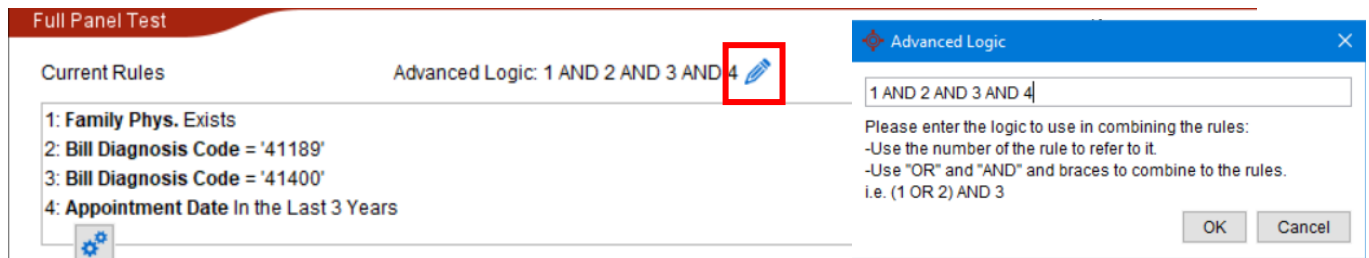 Full Panel Test
Current Rules
Advanced Logic: 1 AND 2 AND 3 AND 4
1: Family Phys. Exists
2: Bill Diagnosis Code = '41189'
3: Bill Diagnosis Code = '41400'
4: Appointment Date In the Last 3 Years
Advanced Logic
1 AND 2 AND 3 AND 4
Please enter the logic to use in combining the rules:
-Use the number of the rule to refer to it.
-Use "OR" and "AND" and braces to combine to the rules.
i.e. (1 OR 2) AND 3
OK
Cancel